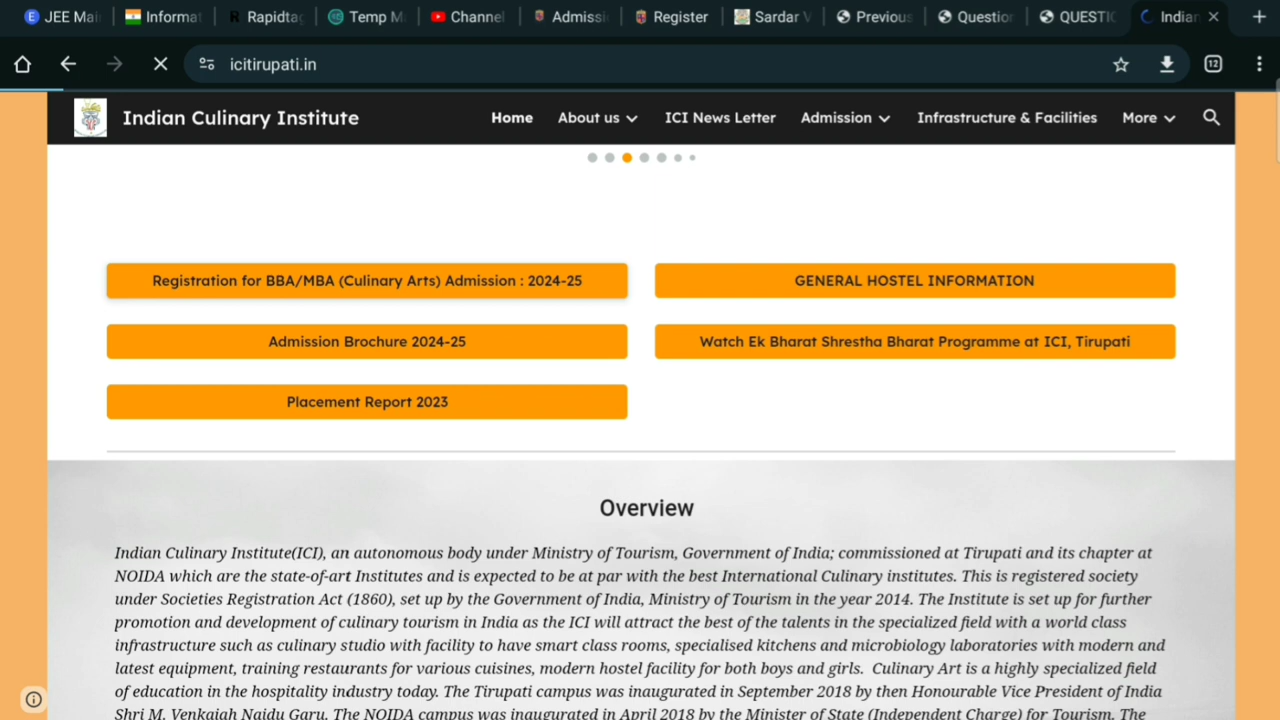 JEE Mai Informat Rapidtag Temp M Channel Admissi Register Sardar V Previous Question QUESTIC Indian
icitirupati.in 12
Indian Culinary Institute Home About us ICI News Letter Admission Infrastructure & Facilities More
Registration for BBA/MBA (Culinary Arts) Admission : 2024-25 GENERAL HOSTEL INFORMATION
Admission Brochure 2024-25 Watch Ek Bharat Shrestha Bharat Programme at ICI, Tirupati
Placement Report 2023
Overview
Indian Culinary Institute(ICI), an autonomous body under Ministry of Tourism, Government of India; commissioned at Tirupati and its chapter at
NOIDA which are the state-of-art Institutes and is expected to be at par with the best International Culinary institutes. This is registered society
under Societies Registration Act (1860), set up by the Government of India, Ministry of Tourism in the year 2014. The Institute is set up for further
promotion and development of culinary tourism in India as the ICI will attract the best of the talents in the specialized field with a world class
infrastructure such as culinary studio with facility to have smart class rooms, specialised kitchens and microbiology laboratories with modern and
latest equipment, training restaurants for various cuisines, modern hostel facility for both boys and girls. Culinary Art is a highly specialized field
of education in the hospitality industry today. The Tirupati campus was inaugurated in September 2018 by then Honourable Vice President of India
Shri M. Venkaiah Naidu Garu. The NOIDA campus was inaugurated in April 2018 by the Minister of State (Independent Charge) for Tourism. The